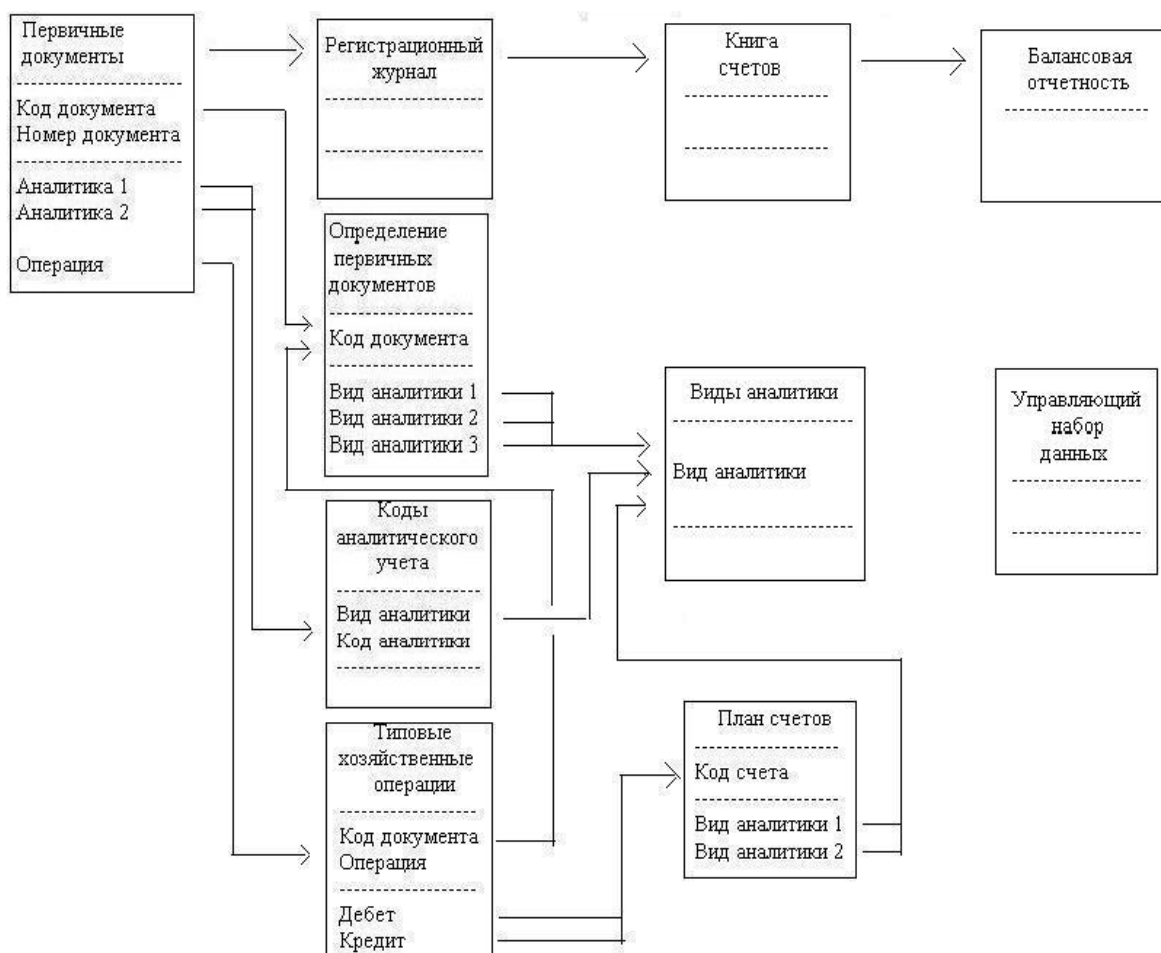 Первичные
документы
Код документа
Номер документа
Аналитика 1
Аналитика 2
Операция
Регистрационный
журнал
Книга
счетов
Балансовая
отчетность
Определение
первичных
документов
Код документа
Вид аналитики 1
Вид аналитики 2
Вид аналитики 3
Виды аналитики
Вид аналитики
Управляющий
набор
данных
Коды
аналитического
учета
Вид аналитики
Код аналитики
Типовые
хозяйственные
операции
Код документа
Операция
Дебет
Кредит
План счетов
Код счета
Вид аналитики 1
Вид аналитики 2